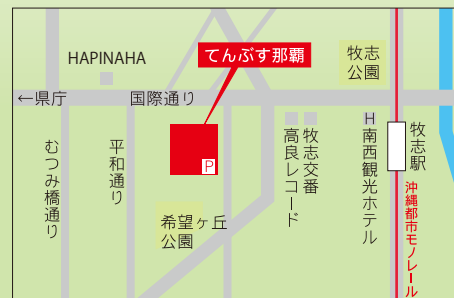 HAPINAHA
てんぶす那覇
牧志
公園
←県庁
国際通り
むつみ橋通り
平和通り
P
希望ヶ丘
公園
高良レコード
牧志交番
H
南西観光ホテル
牧志駅
沖縄都市モノレール